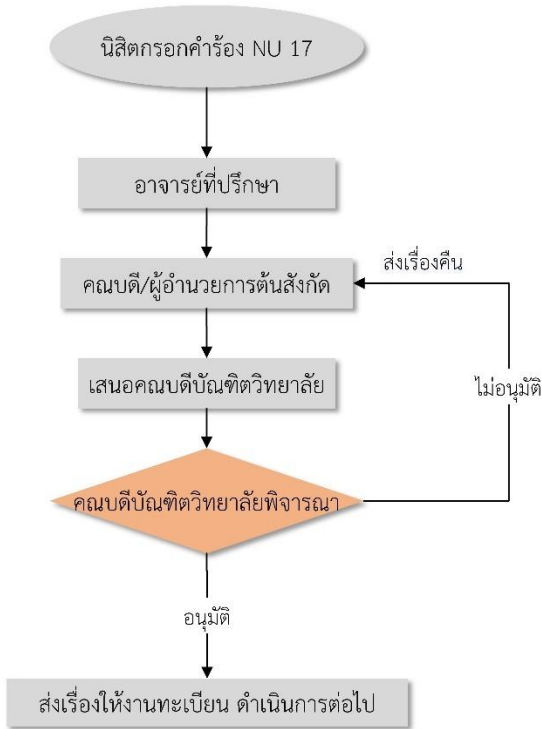 นิสิตกรอกคำร้อง NU 17
อาจารย์ที่ปรึกษา
ส่งเรื่องคืน
คณบดี/ผู้อำนวยการต้นสังกัด
เสนอคณบดีบัณฑิตวิทยาลัย
ไม่อนุมัติ
คณบดีบัณฑิตวิทยาลัยพิจารณา
อนุมัติ
ส่งเรื่องให้งานทะเบียน ดำเนินการต่อไป